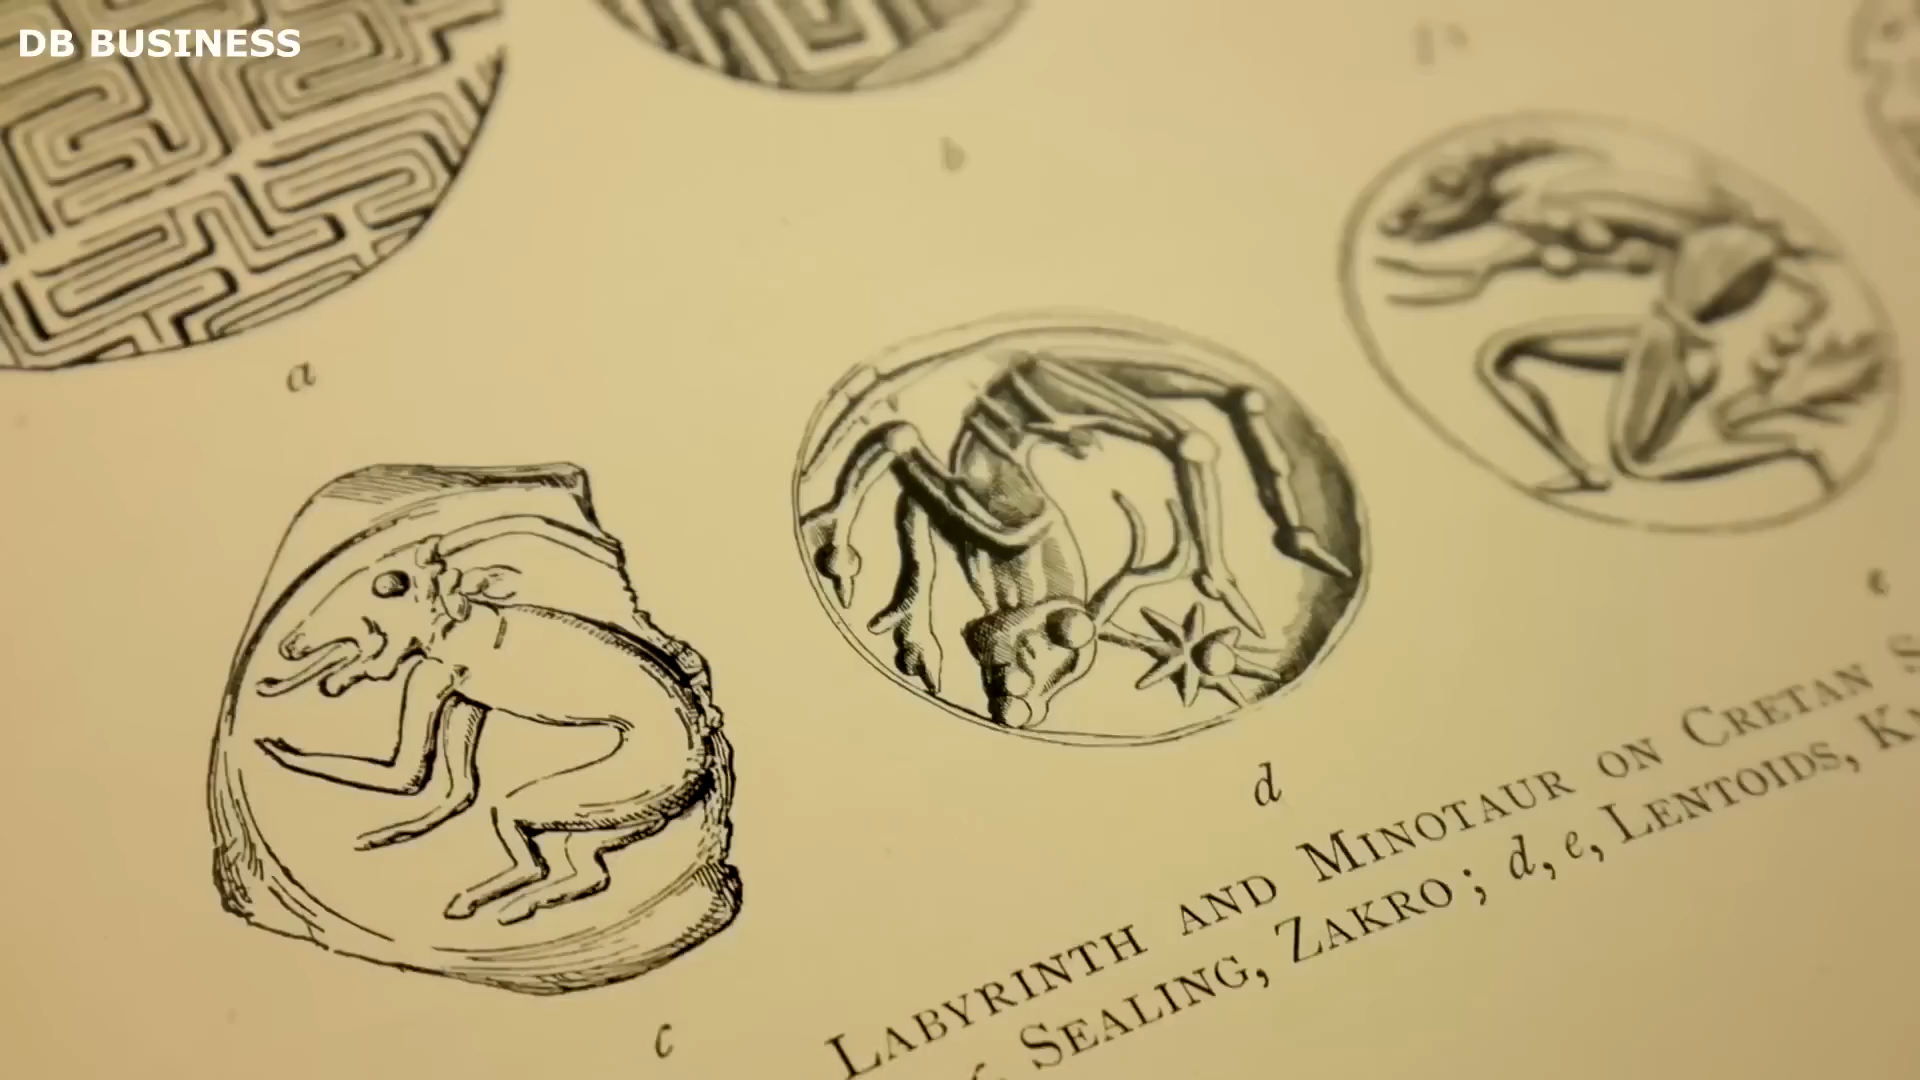 DB BUSINESS
b
a
e
d
c
LABYRINTH AND MINOTAUR ON CRETAN
c, SEALING, ZAKRO; d, e, LENTOIDS,